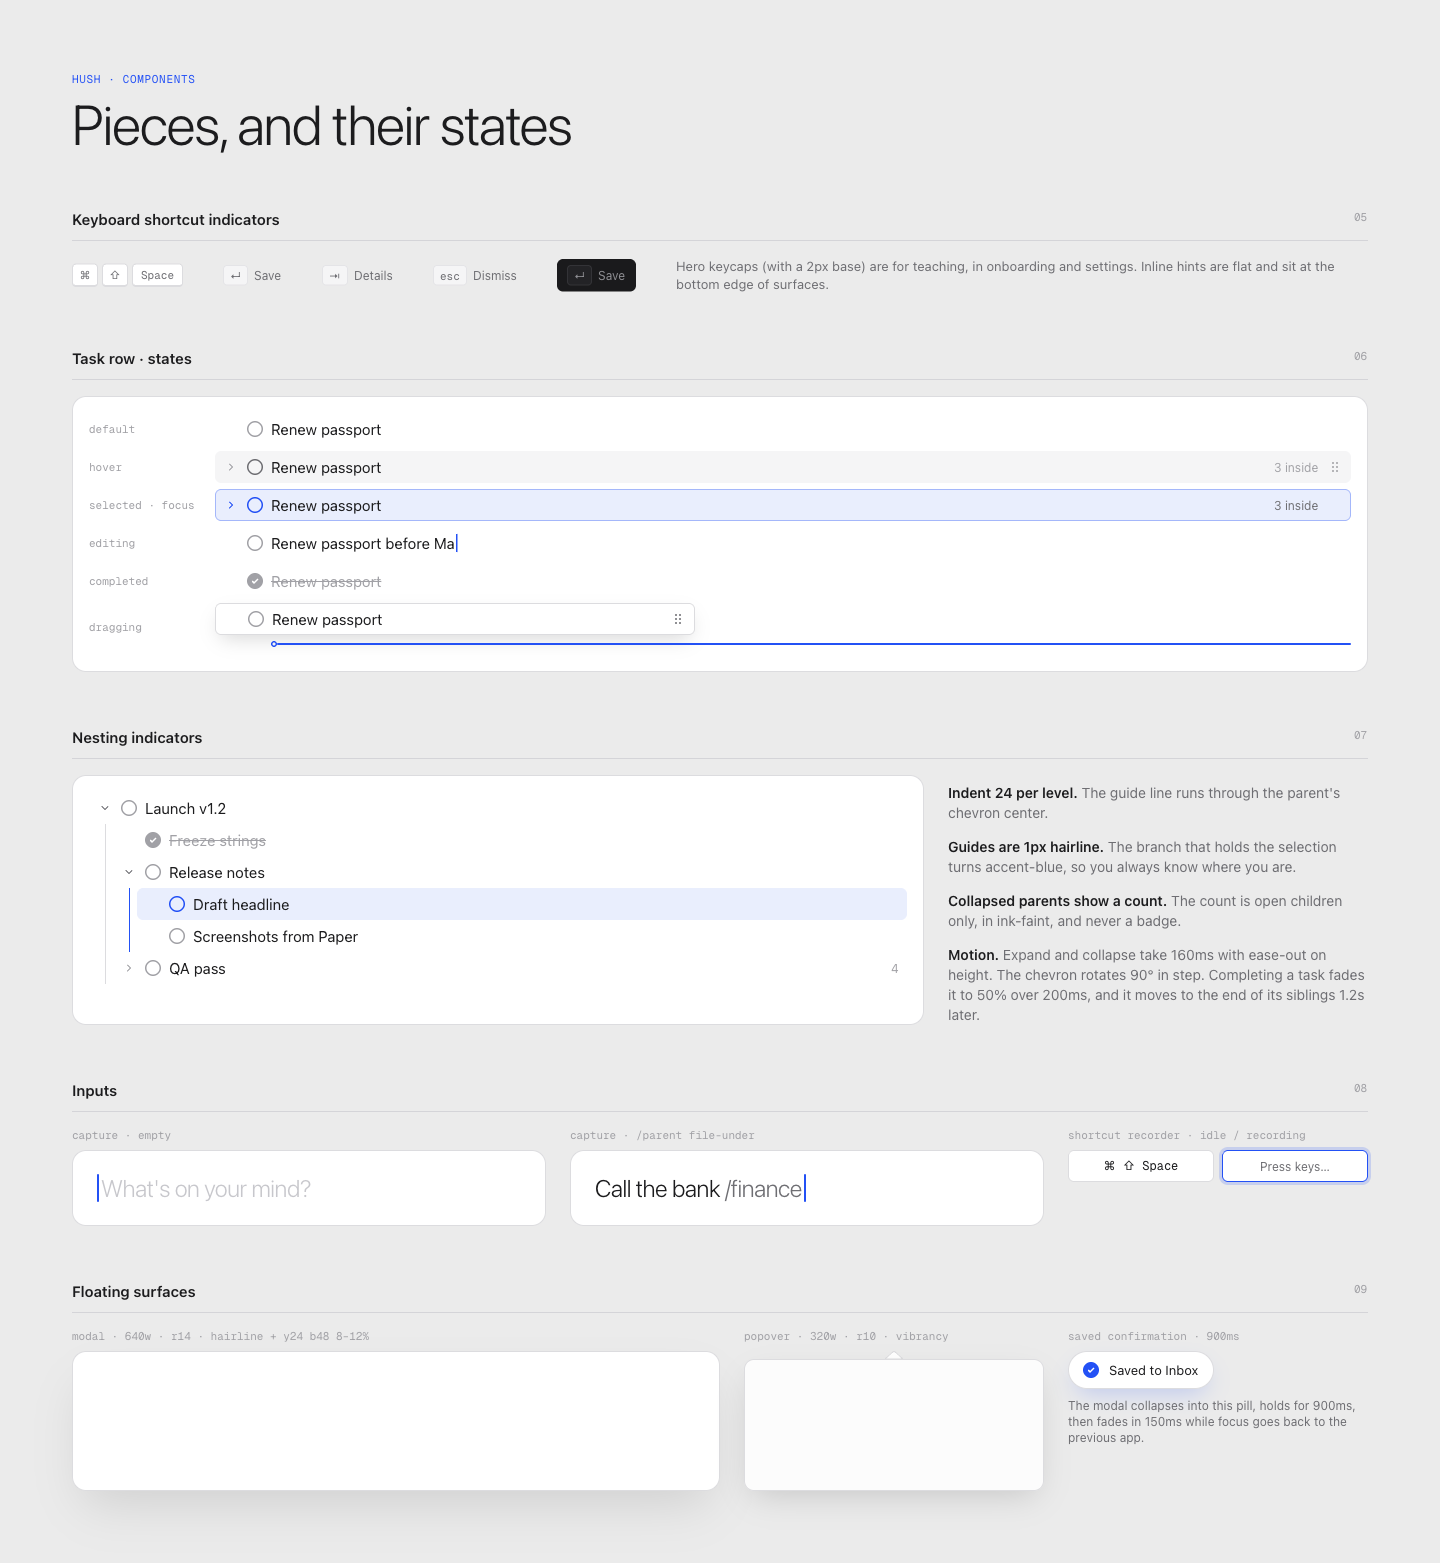 HUSH · COMPONENTS
Pieces, and their states
Keyboard shortcut indicators
05
⌘ ⇧ Space
↵ Save
⇥ Details
esc Dismiss
↵ Save
Hero keycaps (with a 2px base) are for teaching, in onboarding and settings. Inline hints are flat and sit at the
bottom edge of surfaces.
Task row · states
06
default
Renew passport
hover
Renew passport
3 inside
selected · focus
Renew passport
3 inside
editing
Renew passport before Ma
completed
Renew passport
dragging
Renew passport
Nesting indicators
07
Launch v1.2
Freeze strings
Release notes
Draft headline
Screenshots from Paper
QA pass
4
Indent 24 per level. The guide line runs through the parent's
chevron center.
Guides are 1px hairline. The branch that holds the selection
turns accent-blue, so you always know where you are.
Collapsed parents show a count. The count is open children
only, in ink-faint, and never a badge.
Motion. Expand and collapse take 160ms with ease-out on
height. The chevron rotates 90° in step. Completing a task fades
it to 50% over 200ms, and it moves to the end of its siblings 1.2s
later.
Inputs
08
capture · empty
What's on your mind?
capture · /parent file-under
Call the bank /finance
shortcut recorder · idle / recording
⌘ ⇧ Space
Press keys…
Floating surfaces
09
modal · 640w · r14 · hairline + y24 b48 8–12%
popover · 320w · r10 · vibrancy
saved confirmation · 900ms
Saved to Inbox
The modal collapses into this pill, holds for 900ms,
then fades in 150ms while focus goes back to the
previous app.